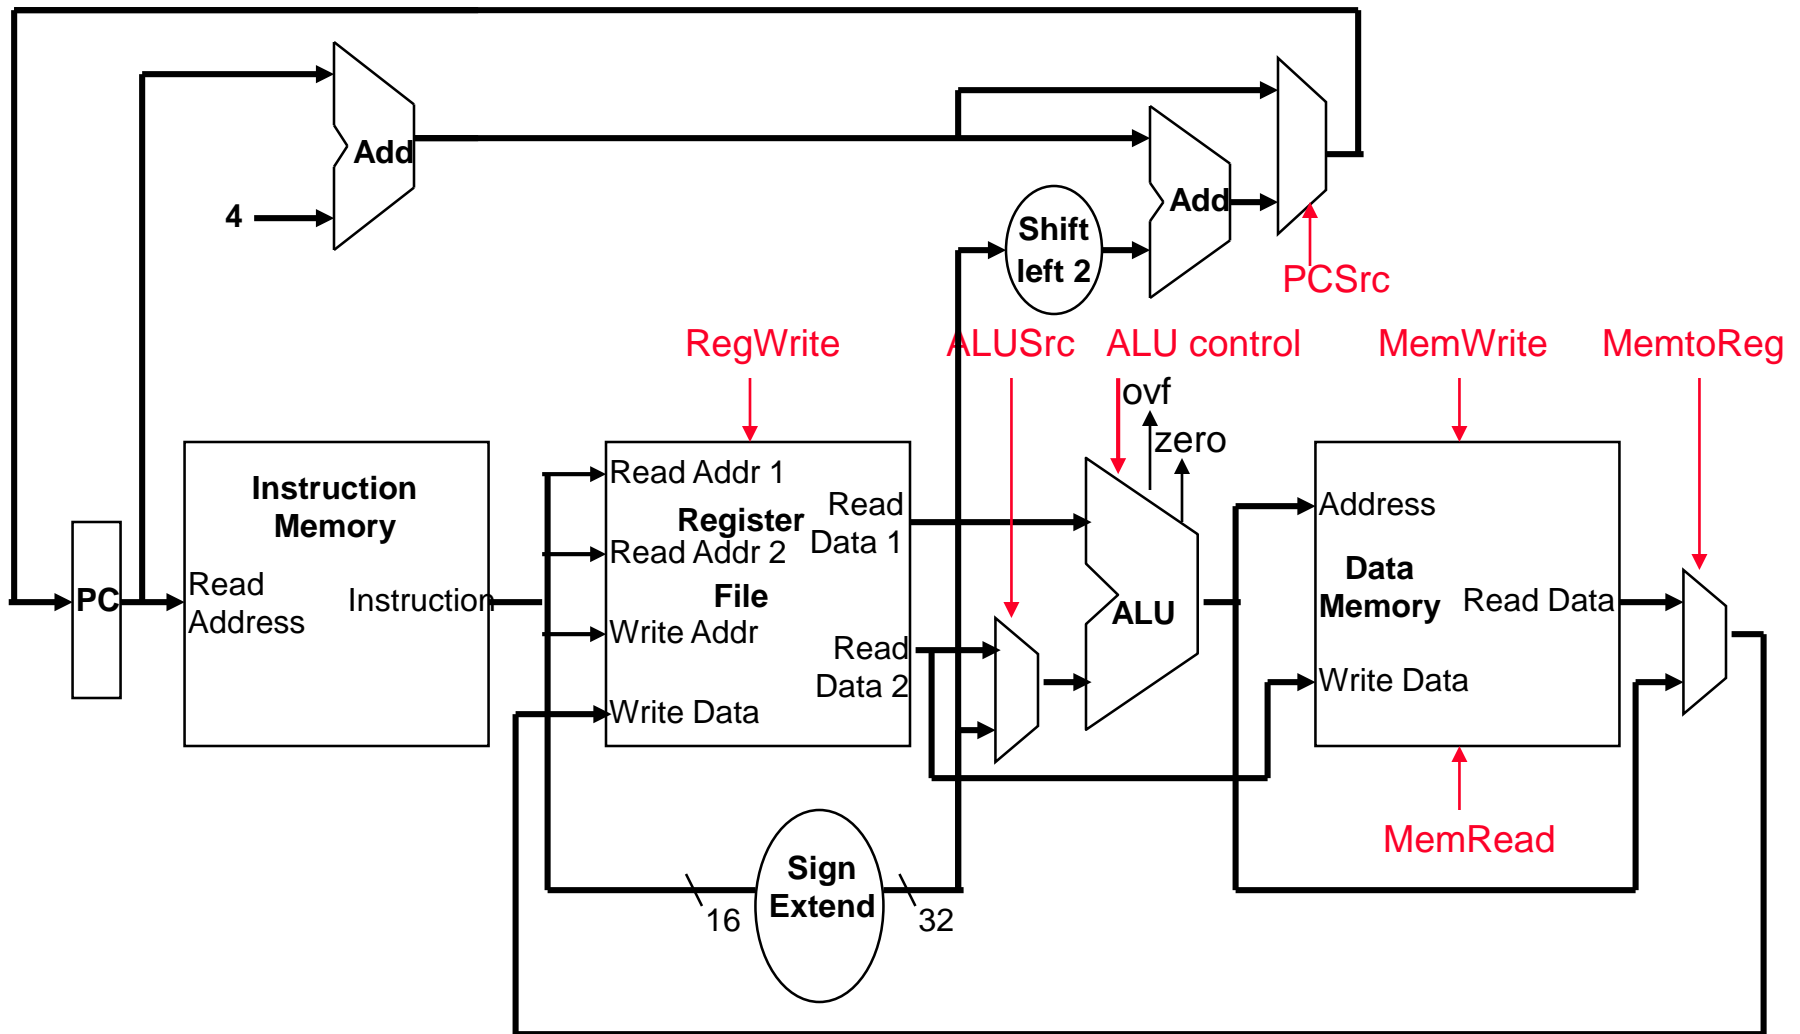 Add
4
Add
Shift
left 2
PCSrc
RegWrite
ALUSrc
ALU control
MemWrite
MemtoReg
ovf
zero
PC
Instruction
Memory
Read
Address
Instruction
Read Addr 1
Register
Read Addr 2
File
Write Addr
Write Data
Read
Data 1
Read
Data 2
ALU
Address
Data
Memory
Read Data
Write Data
MemRead
Sign
Extend
16
32